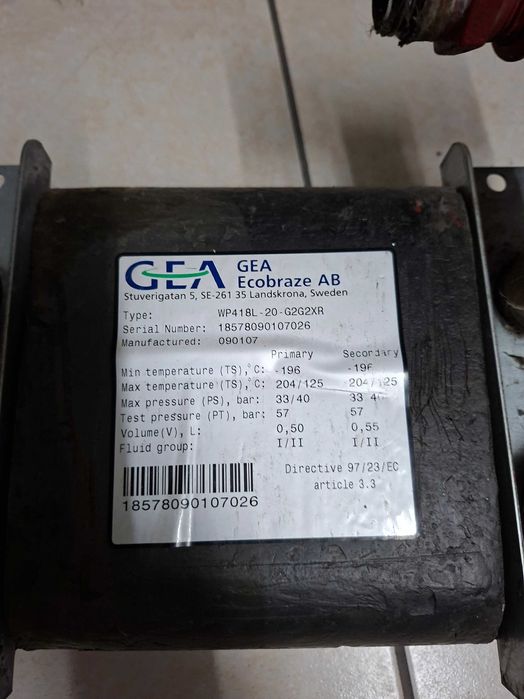 GEA GEA
Ecobraze AB
Stuverigatan 5, SE-261 35 Landskrona, Sweden
Type: WP418L-20-G2G2XR
Serial Number: 18578090107026
Manufactured: 090107
Primary Secondary
Min temperature (TS),°C: -196 -196
Max temperature (TS),°C: 204/125 204/125
Max pressure (PS), bar: 33/40 33 40
Test pressure (PT), bar: 57 57
Volume(V), L: 0,50 0,55
Fluid group: I/II I/II
Directive 97/23/EC
article 3.3
18578090107026